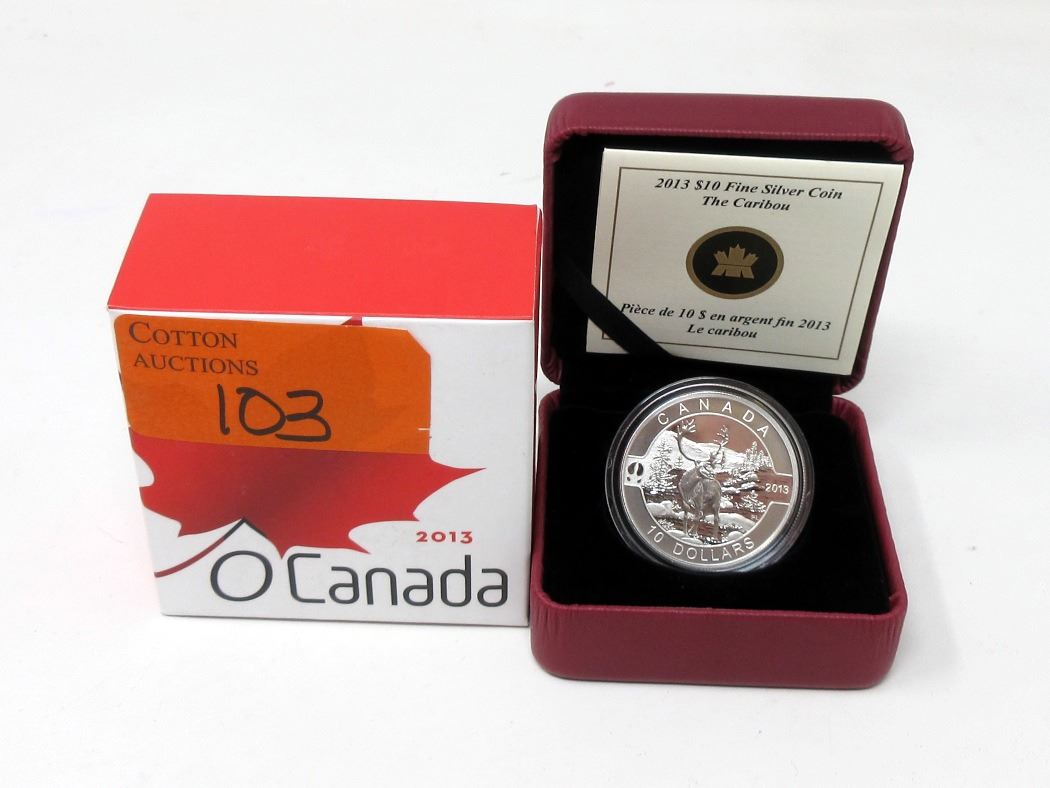 COTTON
AUCTIONS
103
2013
O Canada
2013 $10 Fine Silver Coin
The Caribou
Pièce de 10 $ en argent fin 2013
Le caribou
CANADA
2013
10 DOLLARS